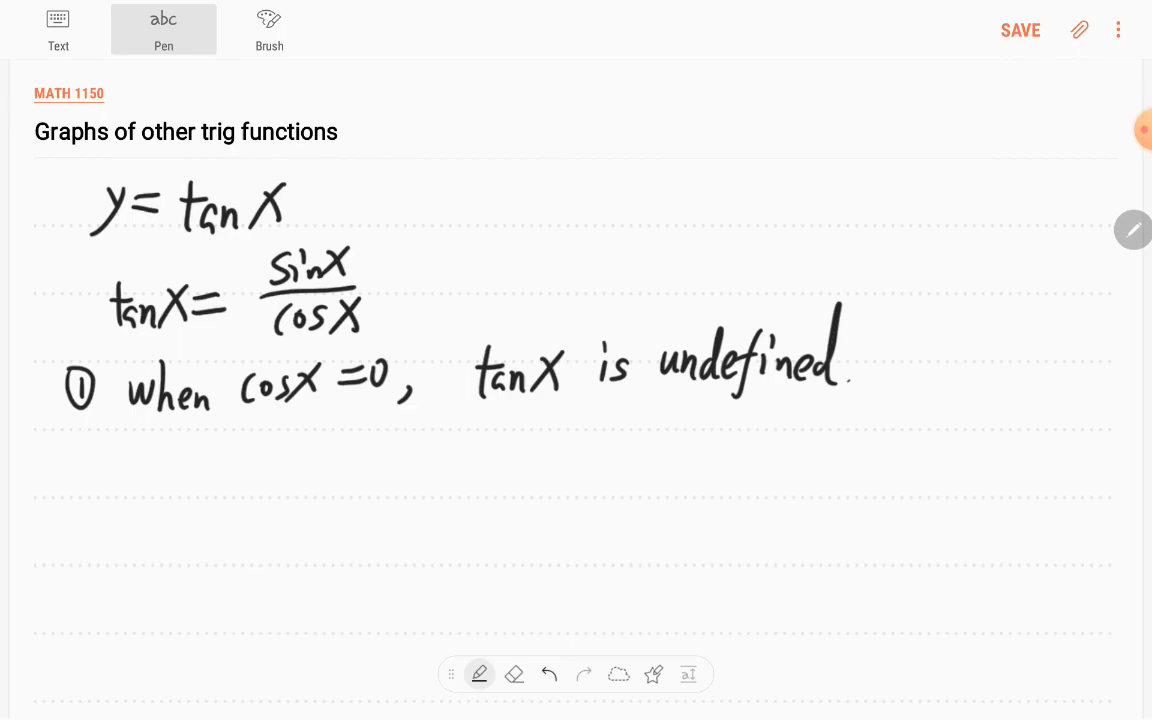 Text
abc
Pen
Brush
SAVE
MATH 1150
Graphs of other trig functions
y = tan X
tan X = sin X / cos X
① when cos X = 0, tan X is undefined.